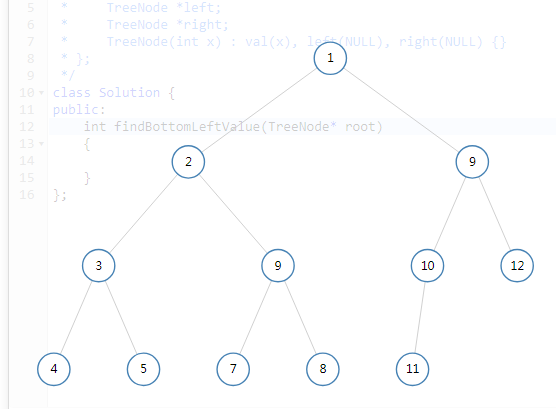 5 *     TreeNode *left;
6 *     TreeNode *right;
7 *     TreeNode(int x) : val(x), left(NULL), right(NULL) {}
8 * };
9 */
10 class Solution {
11 public:
12     int findBottomLeftValue(TreeNode* root)
13     {
14
15     }
16 };
1
2 9
3 9 10 12
4 5 7 8 11